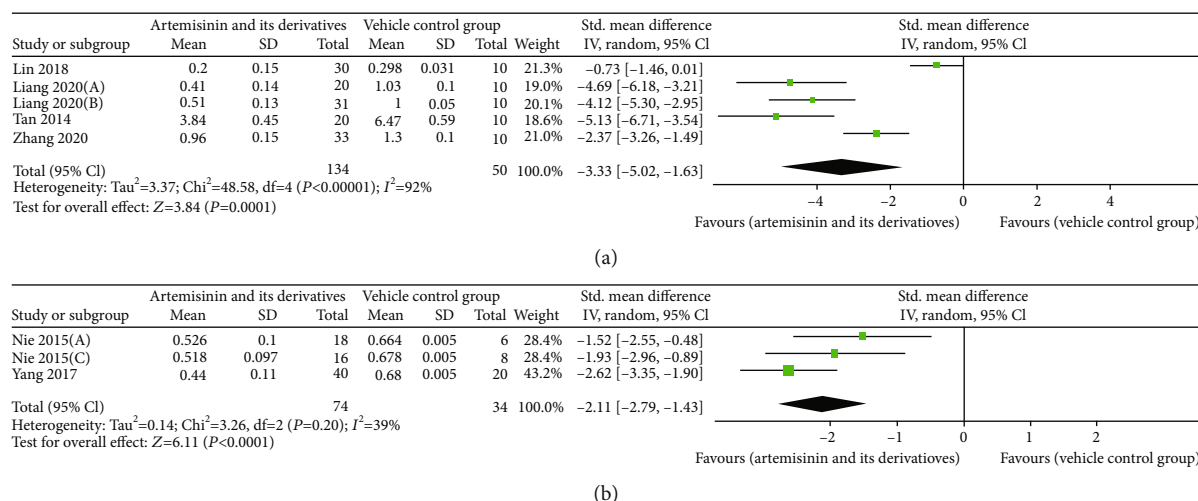 Artemisinin and its derivatives Vehicle control group Std. mean difference Std. mean difference
Study or subgroup Mean SD Total Mean SD Total Weight IV, random, 95% CI IV, random, 95% CI
Lin 2018 0.2 0.15 30 0.298 0.031 10 21.3% −0.73 [−1.46, 0.01]
Liang 2020(A) 0.41 0.14 20 1.03 0.1 10 19.0% −4.69 [−6.18, −3.21]
Liang 2020(B) 0.51 0.13 31 1 0.05 10 20.1% −4.12 [−5.30, −2.95]
Tan 2014 3.84 0.45 20 6.47 0.59 10 18.6% −5.13 [−6.71, −3.54]
Zhang 2020 0.96 0.15 33 1.3 0.1 10 21.0% −2.37 [−3.26, −1.49]
Total (95% CI) 134 50 100.0% −3.33 [−5.02, −1.63]
Heterogeneity: Tau²=3.37; Chi²=48.58, df=4 (P<0.00001); I²=92%
Test for overall effect: Z=3.84 (P=0.0001)
−4 −2 0 2 4
Favours (artemisinin and its derivatioves) Favours (vehicle control group)
(a)
Artemisinin and its derivatives Vehicle control group Std. mean difference Std. mean difference
Study or subgroup Mean SD Total Mean SD Total Weight IV, random, 95% CI IV, random, 95% CI
Nie 2015(A) 0.526 0.1 18 0.664 0.005 6 28.4% −1.52 [−2.55, −0.48]
Nie 2015(C) 0.518 0.097 16 0.678 0.005 8 28.4% −1.93 [−2.96, −0.89]
Yang 2017 0.44 0.11 40 0.68 0.005 20 43.2% −2.62 [−3.35, −1.90]
Total (95% CI) 74 34 100.0% −2.11 [−2.79, −1.43]
Heterogeneity: Tau²=0.14; Chi²=3.26, df=2 (P=0.20); I²=39%
Test for overall effect: Z=6.11 (P<0.0001)
−2 −1 0 1 2
Favours (artemisinin and its derivatioves) Favours (vehicle control group)
(b)